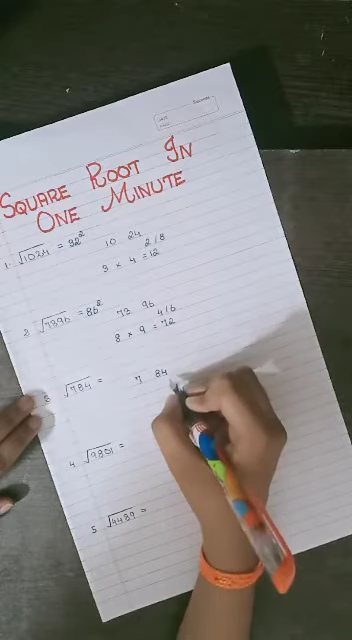 SQUARE ROOT IN
ONE MINUTE
1. √1024 = 32² 10 24
2/8
3 × 4 = 12
2. √7396 = 86² 73 96
4/6
8 × 9 = 72
3. √784 = 7 84
4. √9801 =
5. √4489 =